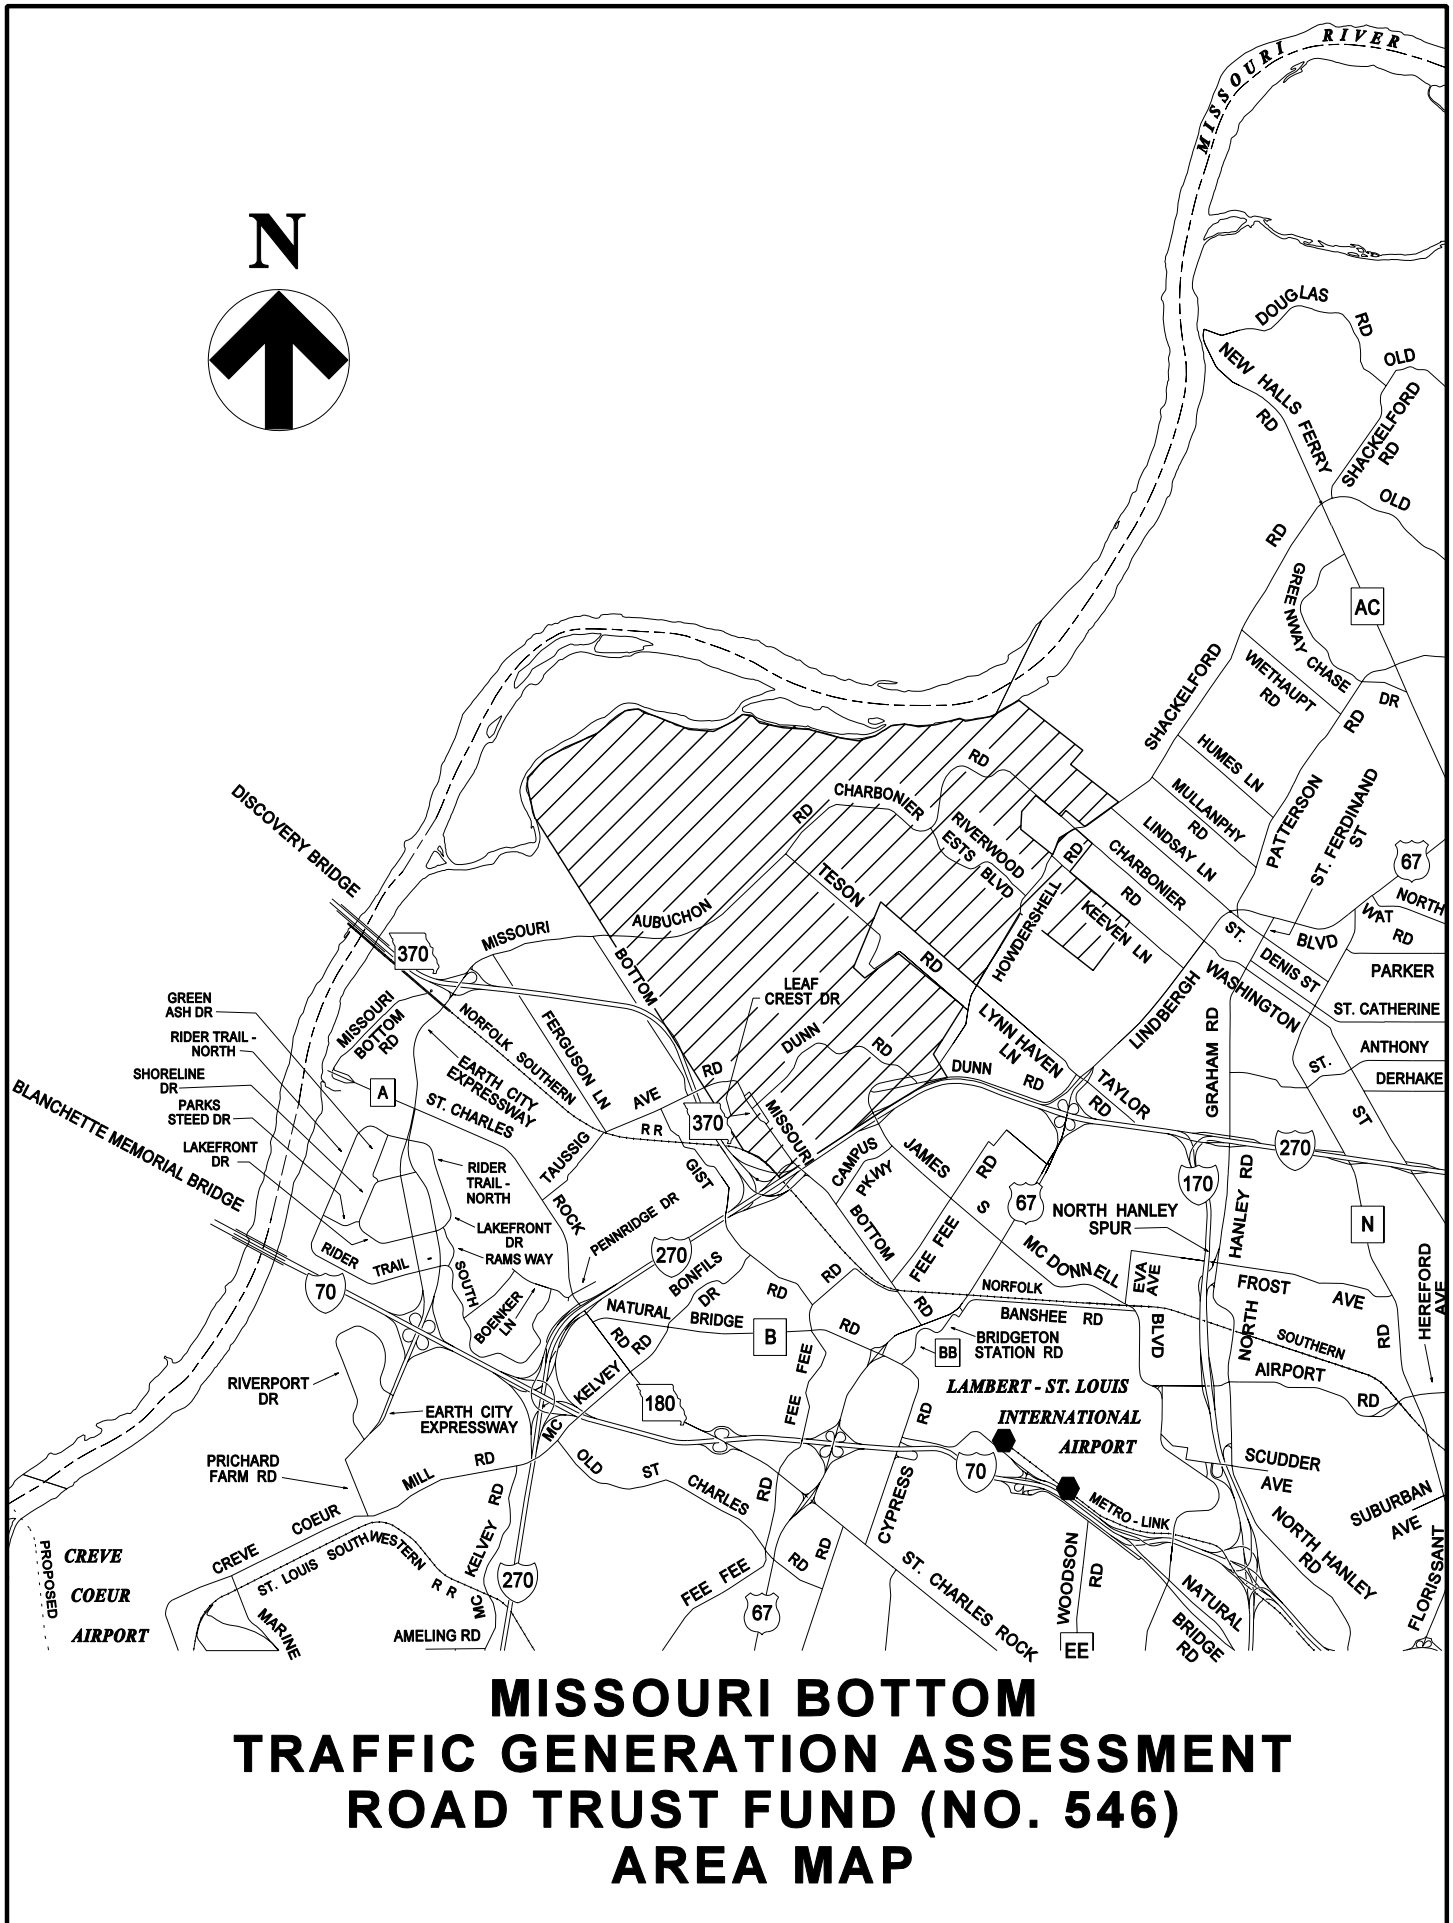 MISSOURI RIVER
N
DOUGLAS RD
OLD
NEW HALLS FERRY
RD
SHACKELFORD
RD
OLD
RD
GREENWAY CHASE DR
AC
SHACKELFORD
WIETHAUPT
RD
RD
HUMES LN
MULLANPHY
RD
LINDSAY LN
PATTERSON
ST. FERDINAND
ST
67
NORTH
WAT
RD
RD
CHARBONIER
RD
RIVERWOOD
ESTS BLVD
RD
CHARBONIER
RD
DISCOVERY BRIDGE
TESON
RD
HOWDERSHELL
KEEVEN LN
ST.
BLVD
DENIS ST
PARKER
370
MISSOURI
AUBUCHON
BOTTOM
LEAF
CREST DR
WASHINGTON
ST. CATHERINE
GREEN
ASH DR
RIDER TRAIL -
NORTH
SHORELINE
DR
PARKS
STEED DR
LAKEFRONT
DR
MISSOURI
BOTTOM
RD
NORFOLK SOUTHERN
R R
FERGUSON LN
DUNN
RD
LYNN HAVEN
LN
LINDBERGH
GRAHAM RD
ST.
ANTHONY
DERHAKE
ST
EARTH CITY
EXPRESSWAY
A
ST. CHARLES
ROCK
RD
TAUSSIG
AVE
RD
370
MISSOURI
DUNN
RD
TAYLOR
RD
BLANCHETTE MEMORIAL BRIDGE
RIDER
TRAIL -
NORTH
GIST
CAMPUS
PKWY
JAMES
S
MC DONNELL
BLVD
270
170
67
NORTH HANLEY
SPUR
HANLEY RD
N
LAKEFRONT
DR
RAMS WAY
PENNRIDGE DR
BOTTOM
RD
FEE FEE
RD
RIDER TRAIL - SOUTH
BOENKER
LN
270
BONFILS
DR
RD
RD
NORFOLK
SOUTHERN
EVA
AVE
FROST AVE
HEREFORD
AVE
70
NATURAL BRIDGE
RD
B
BANSHEE RD
BRIDGETON
STATION RD
BB
NORTH
AIRPORT
RD
RD
RIVERPORT
DR
MC KELVEY
RD
180
FEE FEE
LAMBERT - ST. LOUIS
INTERNATIONAL
AIRPORT
RD
EARTH CITY
EXPRESSWAY
PRICHARD
FARM RD
CREVE COEUR
MILL RD
OLD ST CHARLES
RD
RD
CYPRESS
70
METRO - LINK
SCUDDER
AVE
SUBURBAN
AVE
NORTH HANLEY
RD
PROPOSED
CREVE
COEUR
AIRPORT
ST. LOUIS SOUTHWESTERN
R R
MARINE
MC KELVEY RD
270
AMELING RD
FEE FEE
RD
67
ST. CHARLES ROCK
WOODSON
RD
EE
NATURAL
BRIDGE
RD
FLORISSANT
MISSOURI BOTTOM
TRAFFIC GENERATION ASSESSMENT
ROAD TRUST FUND (NO. 546)
AREA MAP